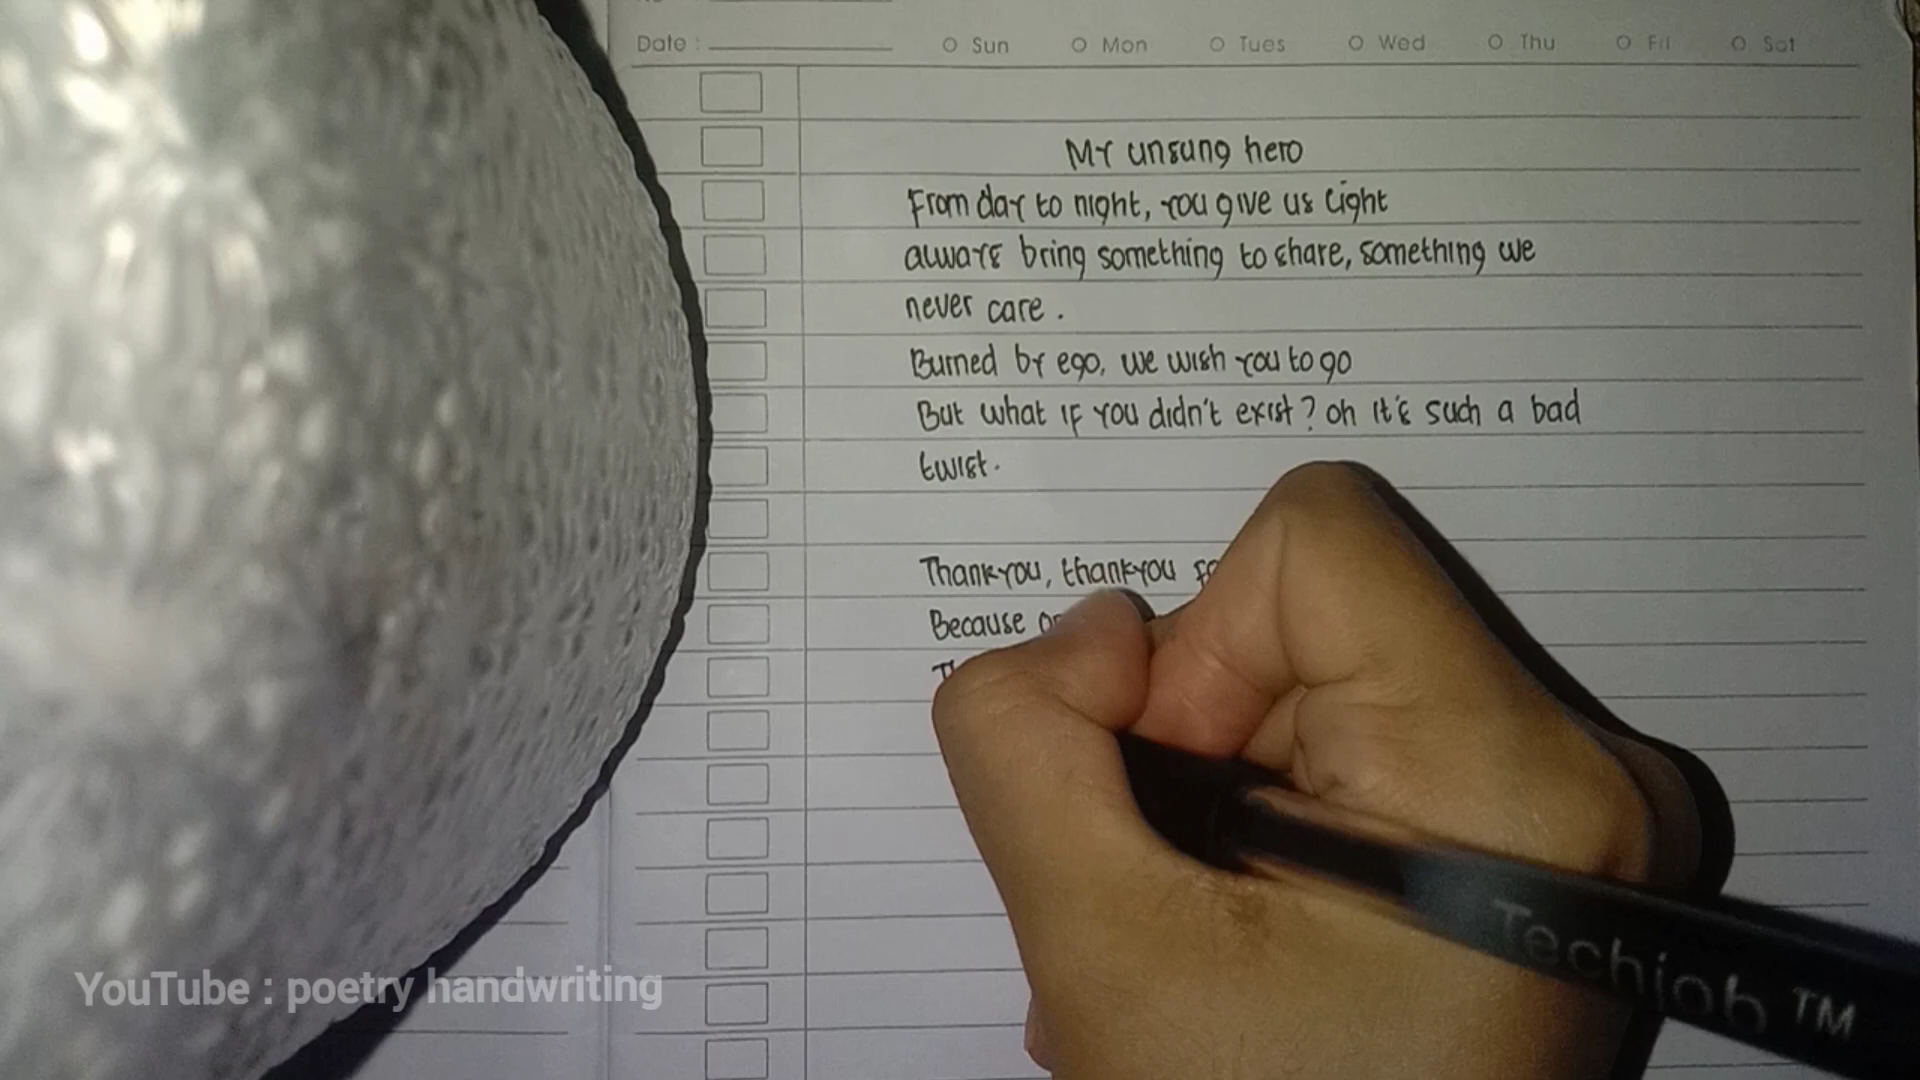 Date :
Sun Mon Tues Wed Thu Fri Sat
My unsung hero
From day to night, you give us light
always bring something to share, something we
never care.
Burned by ego, we wish you to go
But what if you didn't exist? oh it's such a bad
twist.
Thankyou, thankyou
Because
Techjob TM
YouTube : poetry handwriting